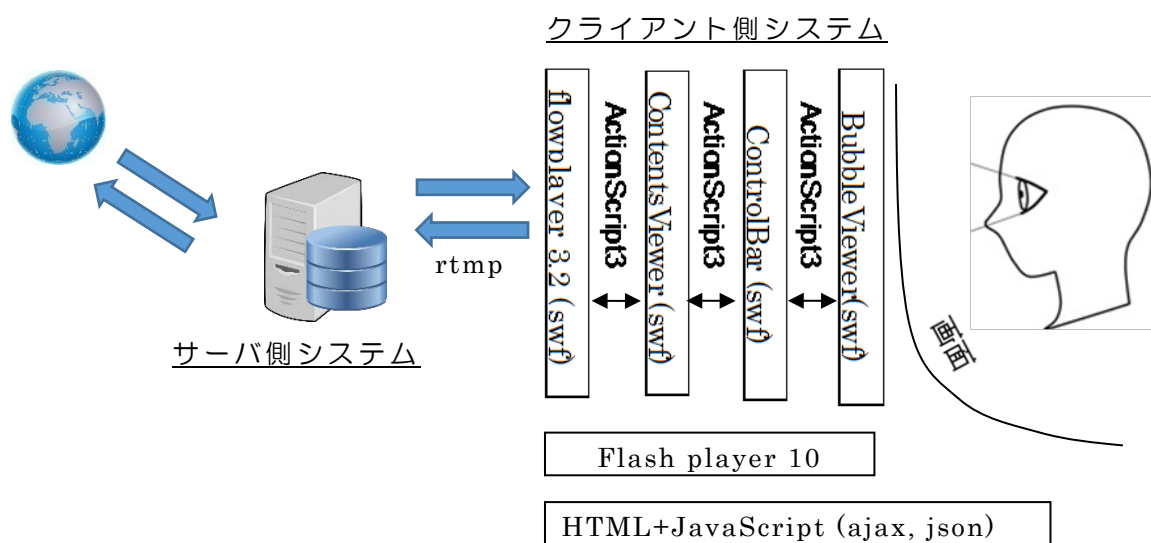 クライアント側システム
flowplayer 3.2 (swf)
ActionScript3
ContentsViewer (swf)
ActionScript3
ControlBar (swf)
ActionScript3
BubbleViewer(swf)
画面
rtmp
サーバ側システム
Flash player 10
HTML+JavaScript (ajax, json)